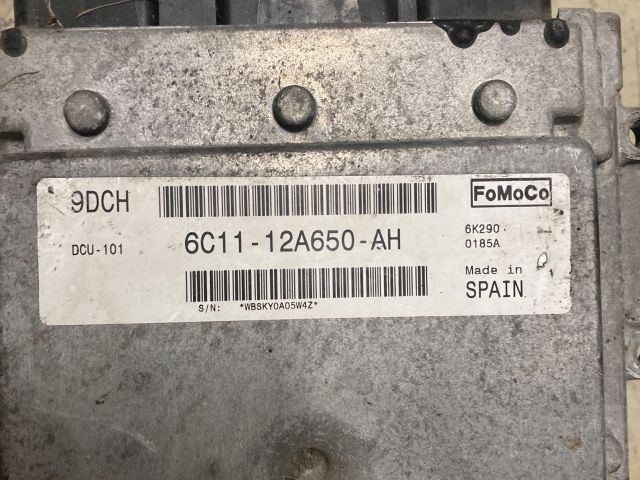 9DCH
FoMoCo
DCU-101
6C11-12A650-AH
6K290
0185A
S/N: *WBSKY0A05W4Z*
Made in
SPAIN